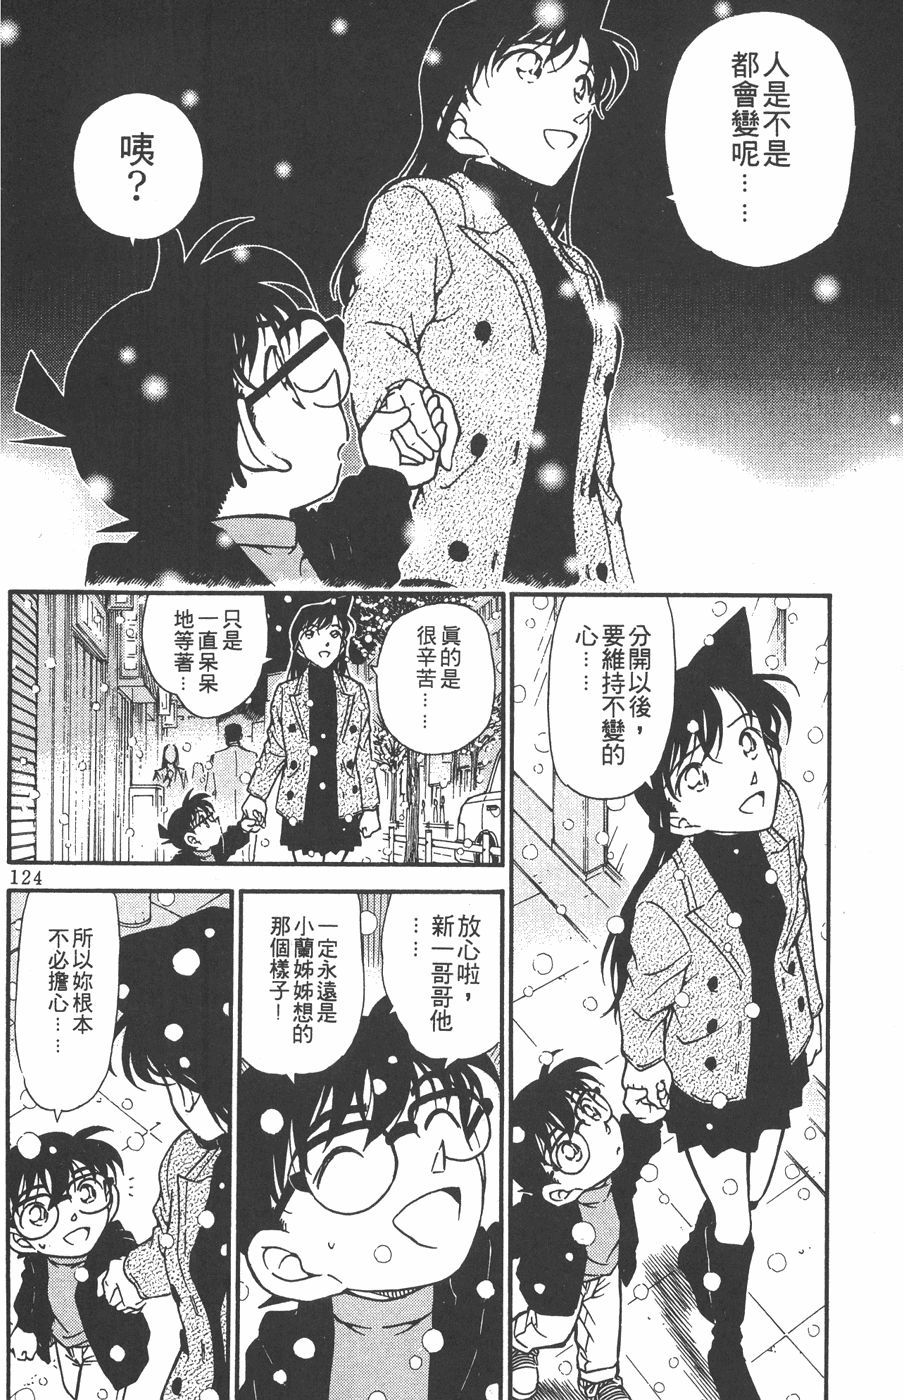 人是不是
都會變呢……
咦？
分開以後，
要維持不變的
心……
眞的是
很辛苦……
只是
一直呆呆
地等著…
124
放心啦，
新一哥哥他
……
一定永遠是
小蘭姊姊想的
那個樣子！
所以妳根本
不必擔心……